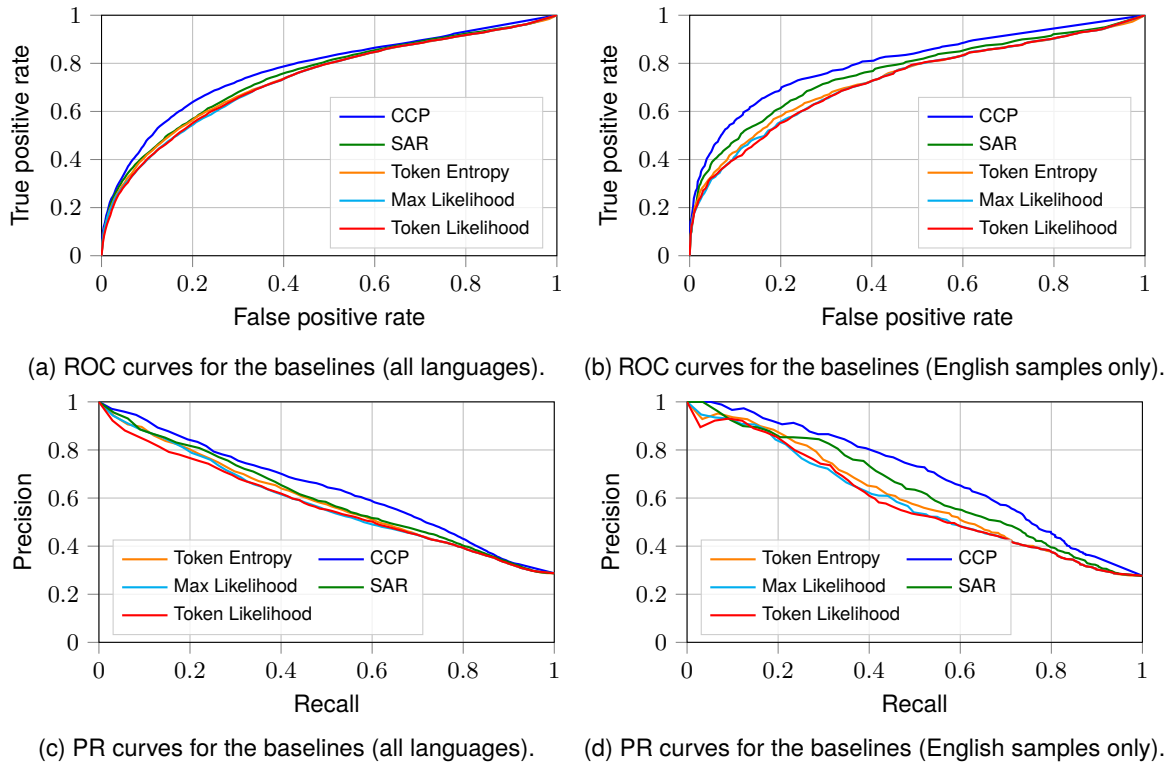 1
0.8
0.6
0.4
0.2
0
True positive rate
CCP
SAR
Token Entropy
Max Likelihood
Token Likelihood
0 0.2 0.4 0.6 0.8 1
False positive rate
(a) ROC curves for the baselines (all languages).
1
0.8
0.6
0.4
0.2
0
True positive rate
CCP
SAR
Token Entropy
Max Likelihood
Token Likelihood
0 0.2 0.4 0.6 0.8 1
False positive rate
(b) ROC curves for the baselines (English samples only).
1
0.8
0.6
0.4
0.2
0
Precision
Token Entropy CCP
Max Likelihood SAR
Token Likelihood
0 0.2 0.4 0.6 0.8 1
Recall
(c) PR curves for the baselines (all languages).
1
0.8
0.6
0.4
0.2
0
Precision
Token Entropy CCP
Max Likelihood SAR
Token Likelihood
0 0.2 0.4 0.6 0.8 1
Recall
(d) PR curves for the baselines (English samples only).